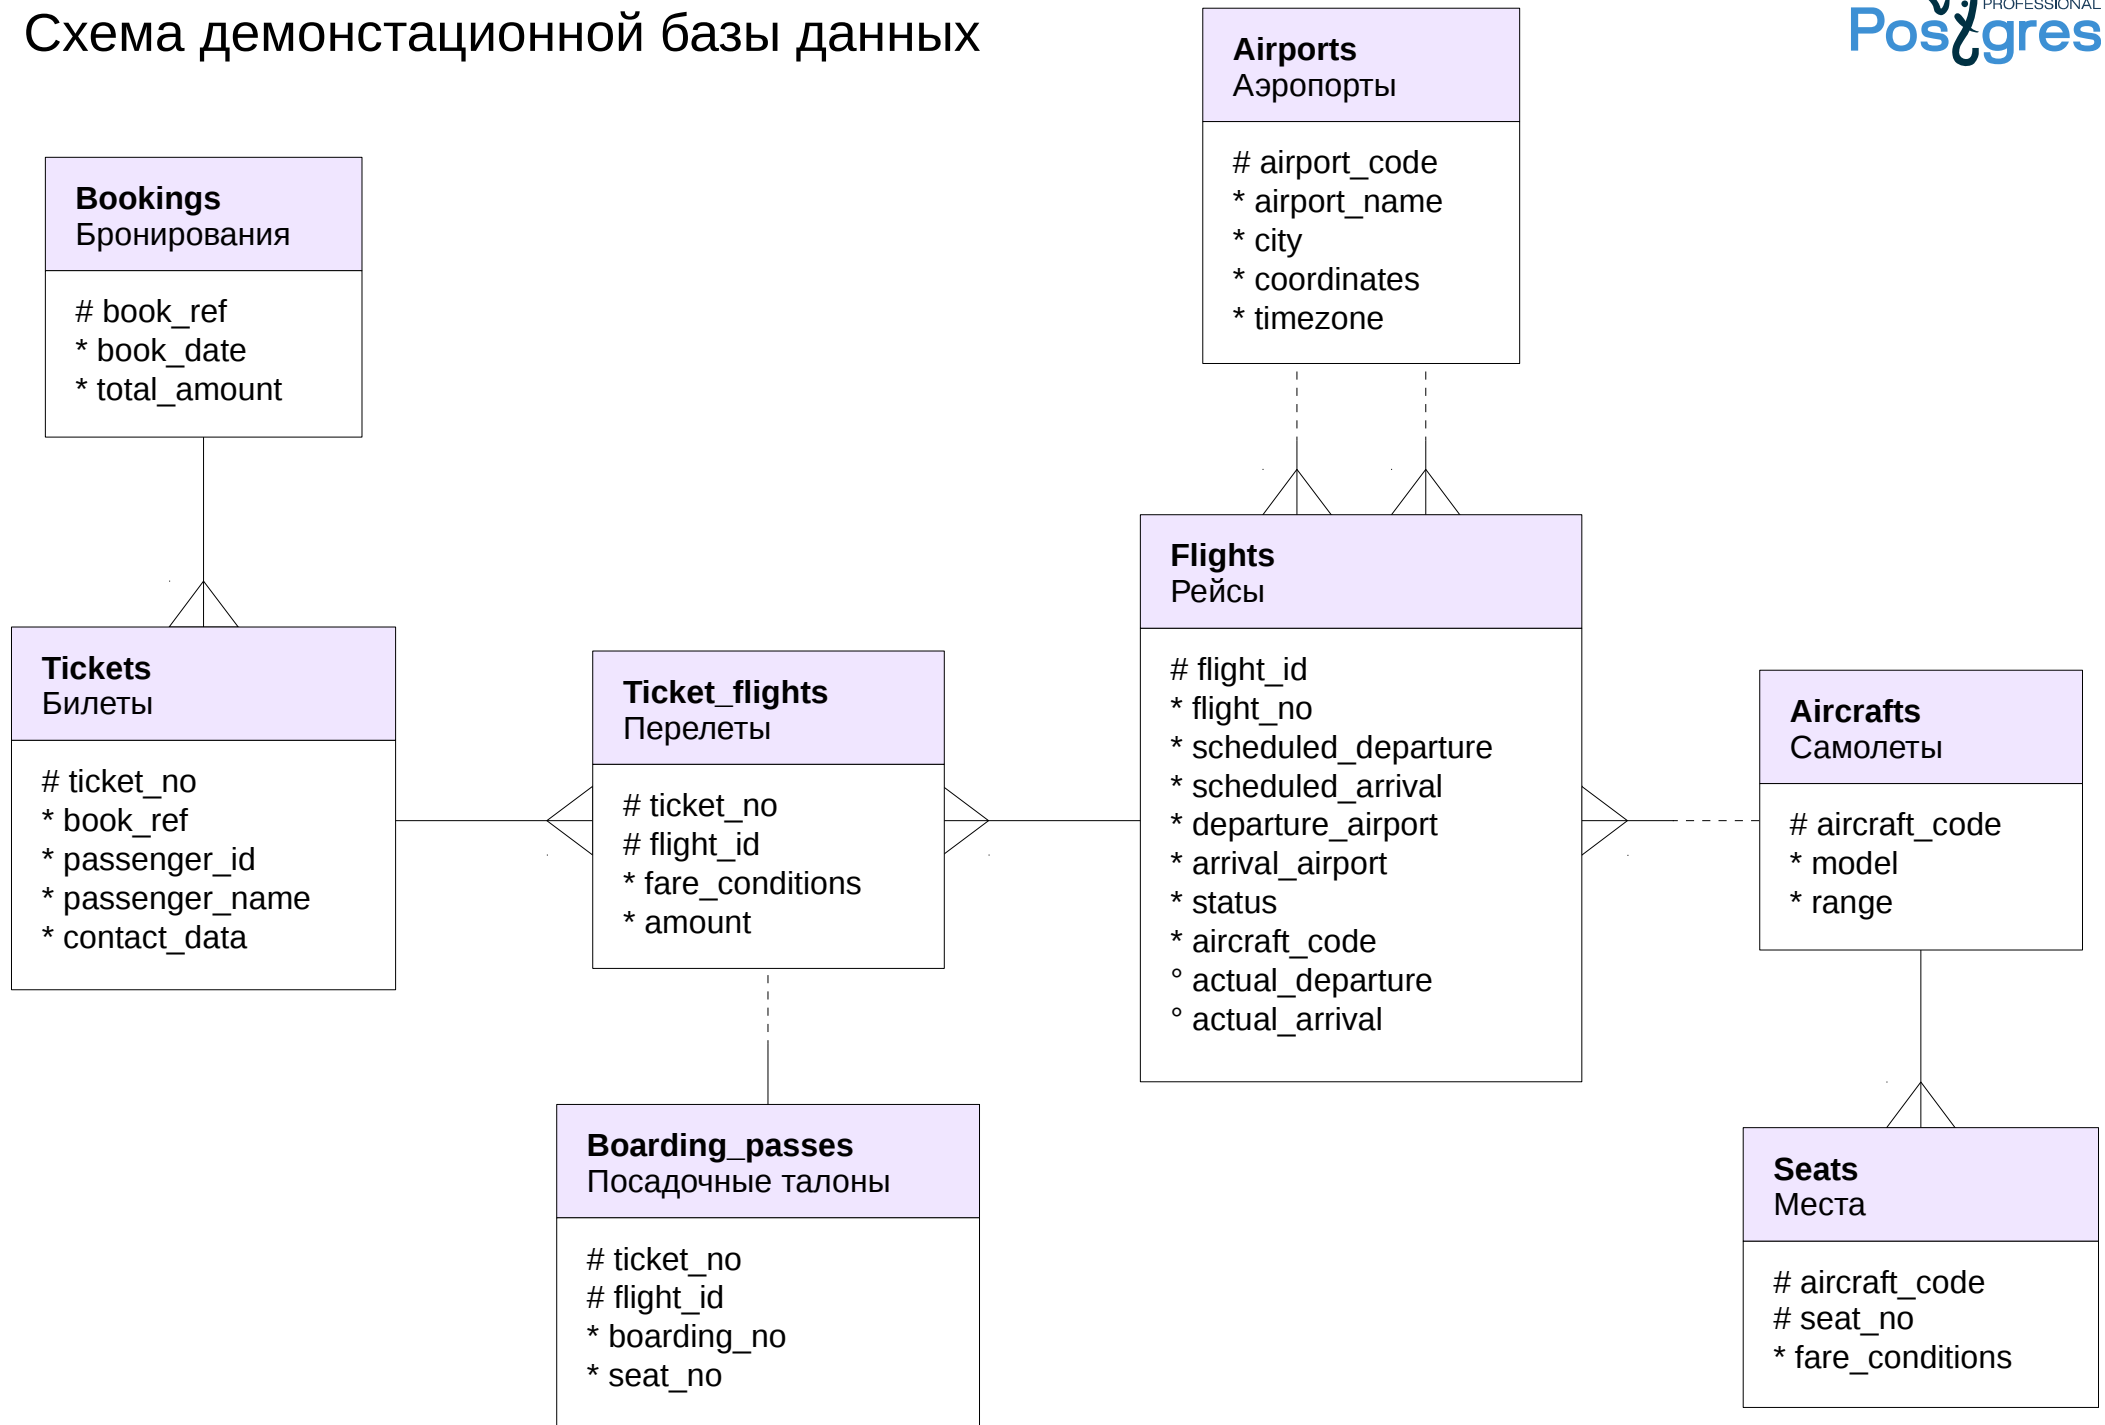 Схема демонстационной базы данных
PROFESSIONAL
Postgres
Airports
Аэропорты
# airport_code
* airport_name
* city
* coordinates
* timezone
Bookings
Бронирования
# book_ref
* book_date
* total_amount
Flights
Рейсы
# flight_id
* flight_no
* scheduled_departure
* scheduled_arrival
* departure_airport
* arrival_airport
* status
* aircraft_code
° actual_departure
° actual_arrival
Tickets
Билеты
# ticket_no
* book_ref
* passenger_id
* passenger_name
* contact_data
Ticket_flights
Перелеты
# ticket_no
# flight_id
* fare_conditions
* amount
Aircrafts
Самолеты
# aircraft_code
* model
* range
Boarding_passes
Посадочные талоны
# ticket_no
# flight_id
* boarding_no
* seat_no
Seats
Места
# aircraft_code
# seat_no
* fare_conditions